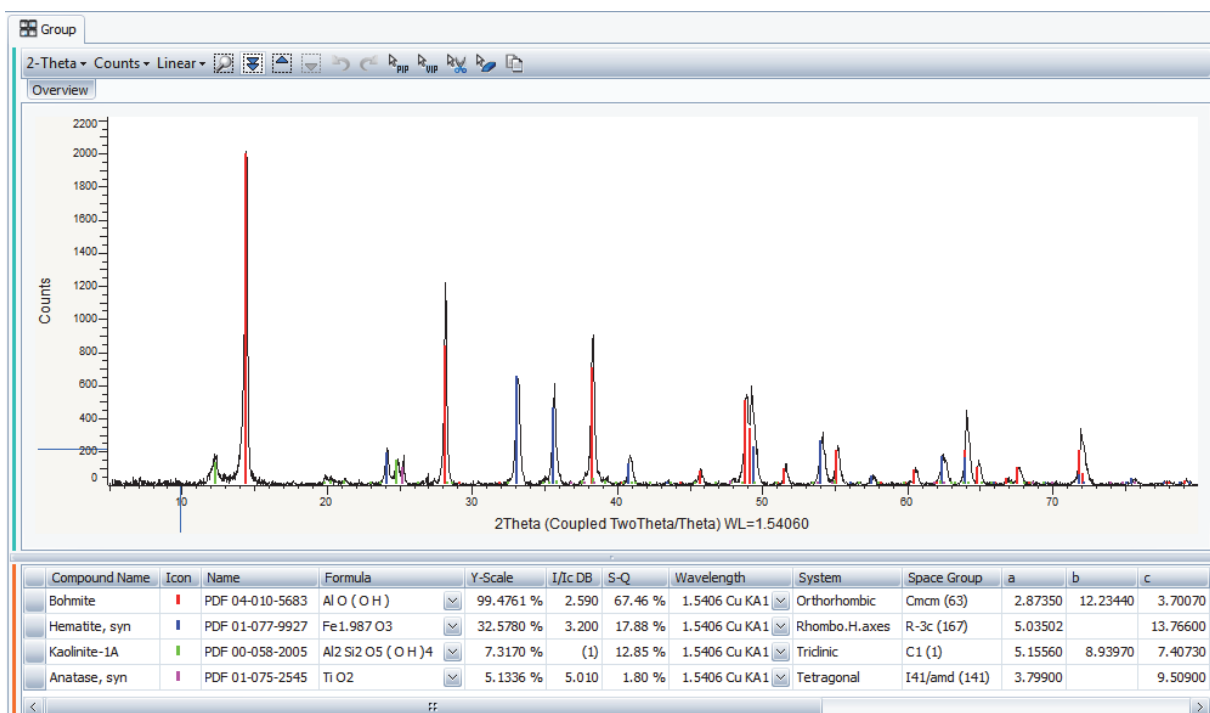 Group
2-Theta Counts Linear PIP VIP
Overview
2200
2000
1800
1600
1400
1200
1000
800
600
400
200
0
Counts
10 20 30 40 50 60 70
2Theta (Coupled TwoTheta/Theta) WL=1.54060
Compound Name Icon Name Formula Y-Scale I/Ic DB S-Q Wavelength System Space Group a b c
Bohmite PDF 04-010-5683 Al O ( O H ) 99.4761 % 2.590 67.46 % 1.5406 Cu KA1 Orthorhombic Cmcm (63) 2.87350 12.23440 3.70070
Hematite, syn PDF 01-077-9927 Fe1.987 O3 32.5780 % 3.200 17.88 % 1.5406 Cu KA1 Rhombo.H.axes R-3c (167) 5.03502 13.76600
Kaolinite-1A PDF 00-058-2005 Al2 Si2 O5 ( O H )4 7.3170 % (1) 12.85 % 1.5406 Cu KA1 Triclinic C1 (1) 5.15560 8.93970 7.40730
Anatase, syn PDF 01-075-2545 Ti O2 5.1336 % 5.010 1.80 % 1.5406 Cu KA1 Tetragonal I41/amd (141) 3.79900 9.50900